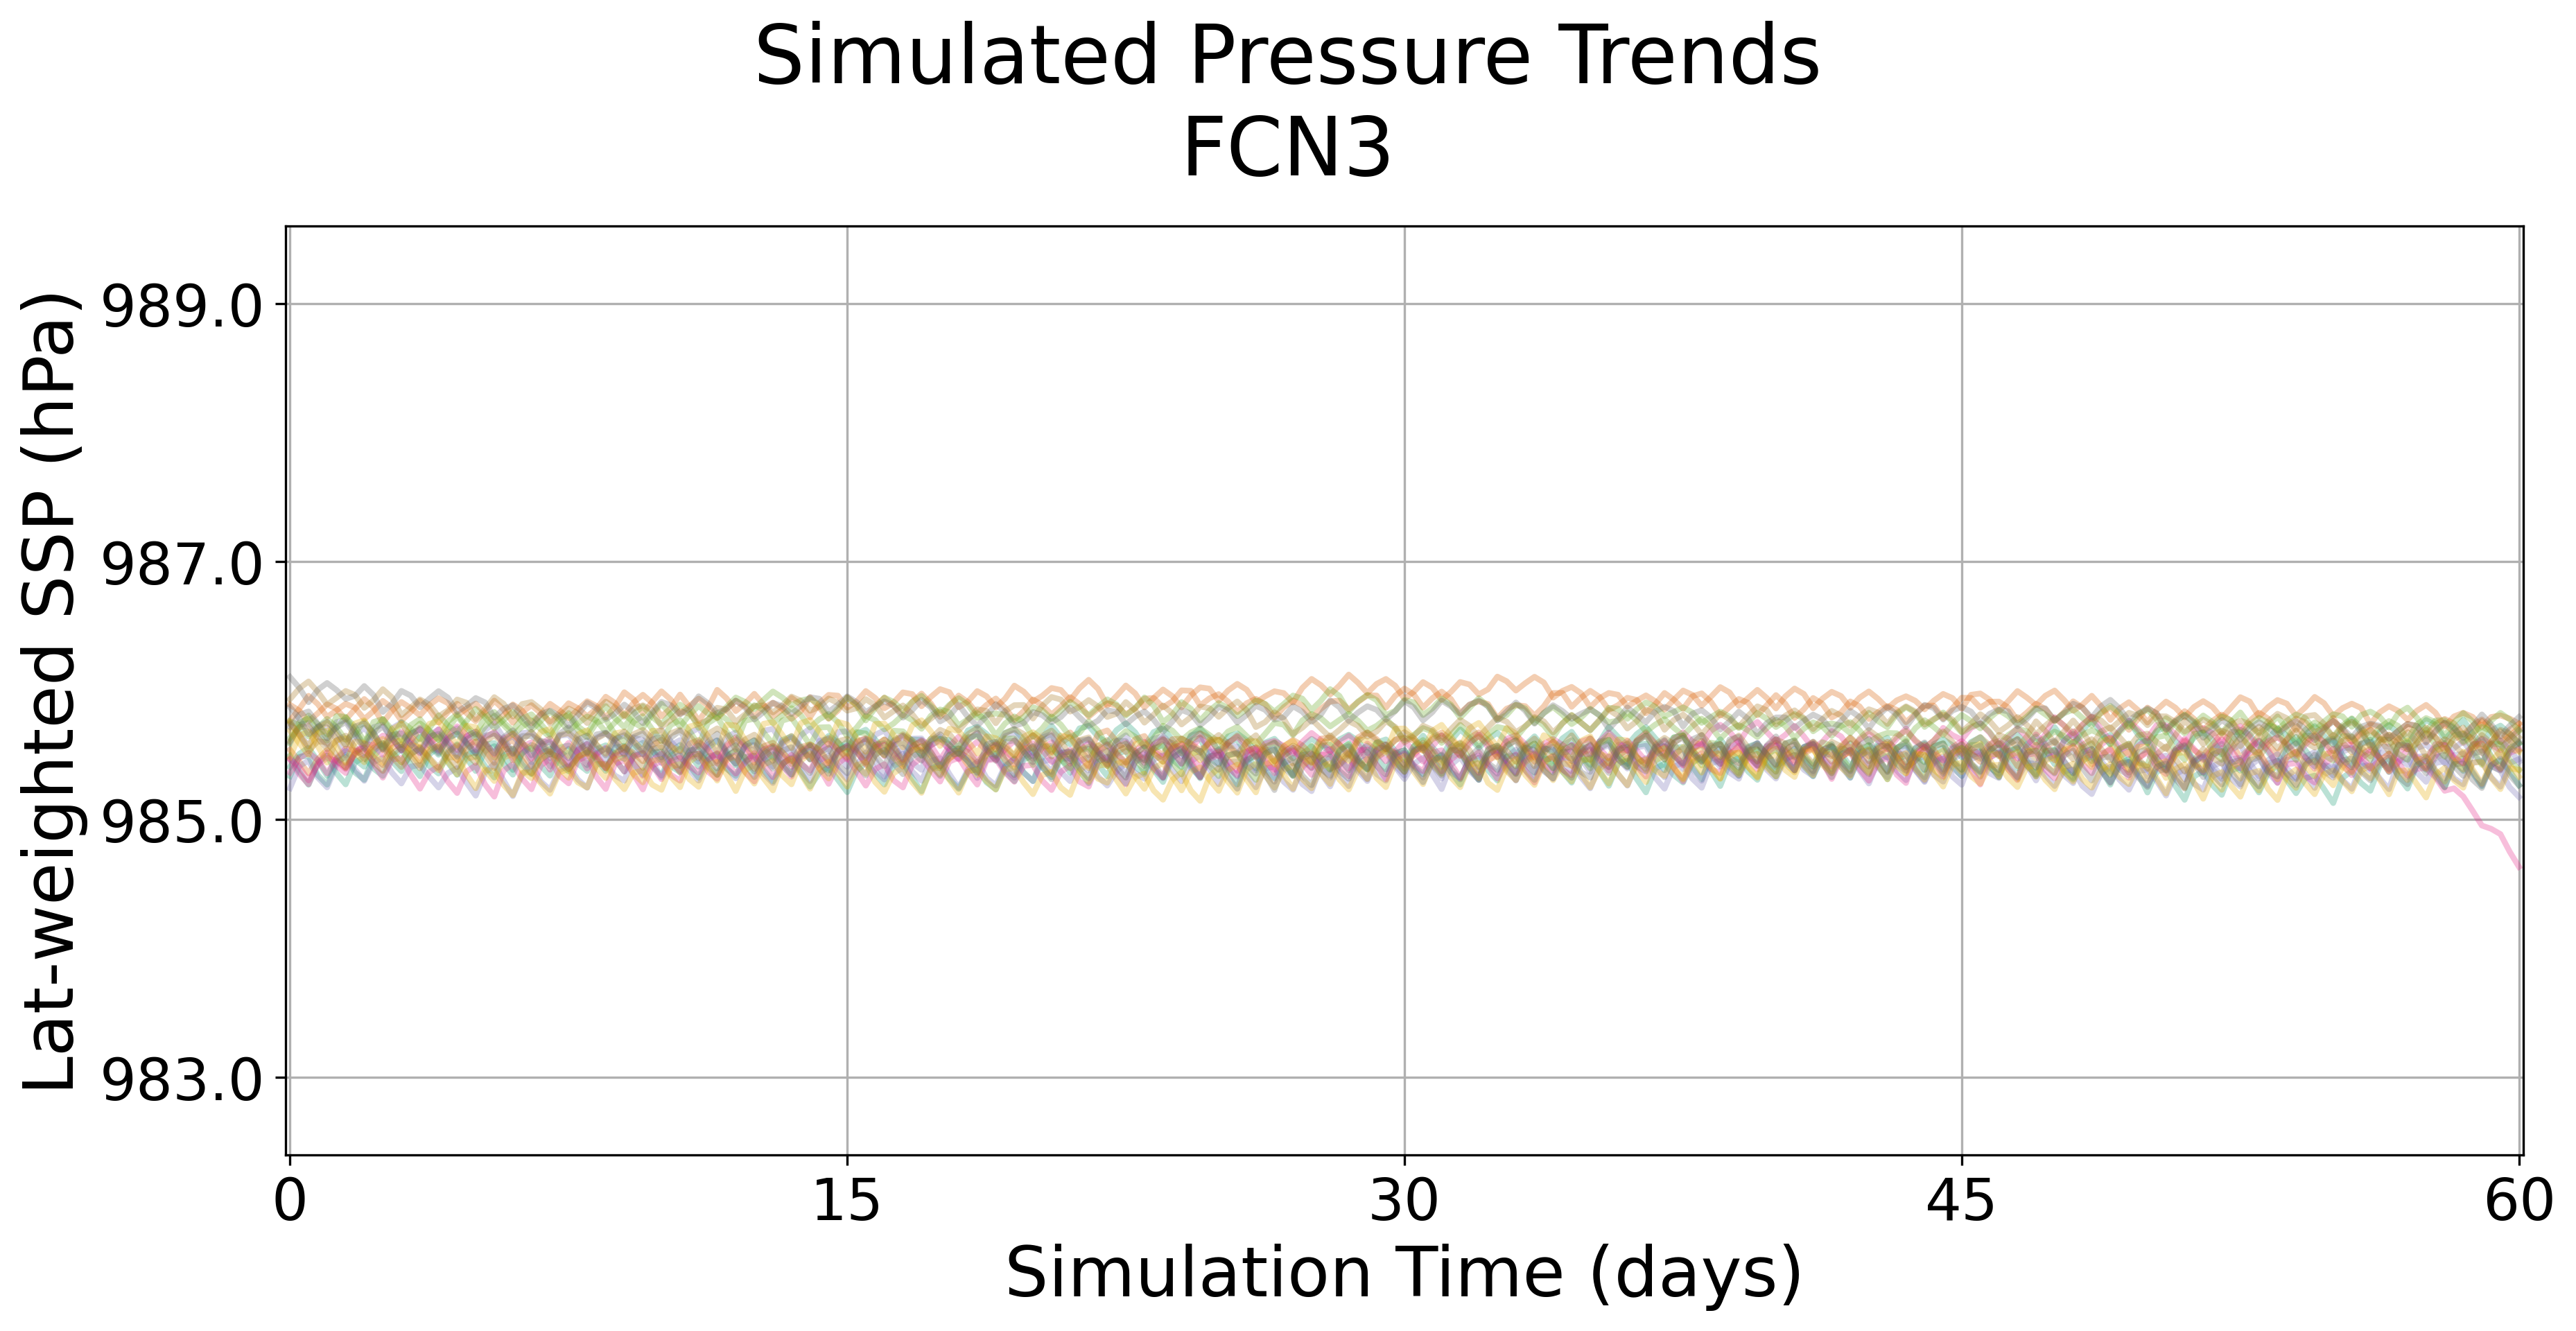 Simulated Pressure Trends
FCN3
Lat-weighted SSP (hPa)
989.0
987.0
985.0
983.0
0 15 30 45 60
Simulation Time (days)